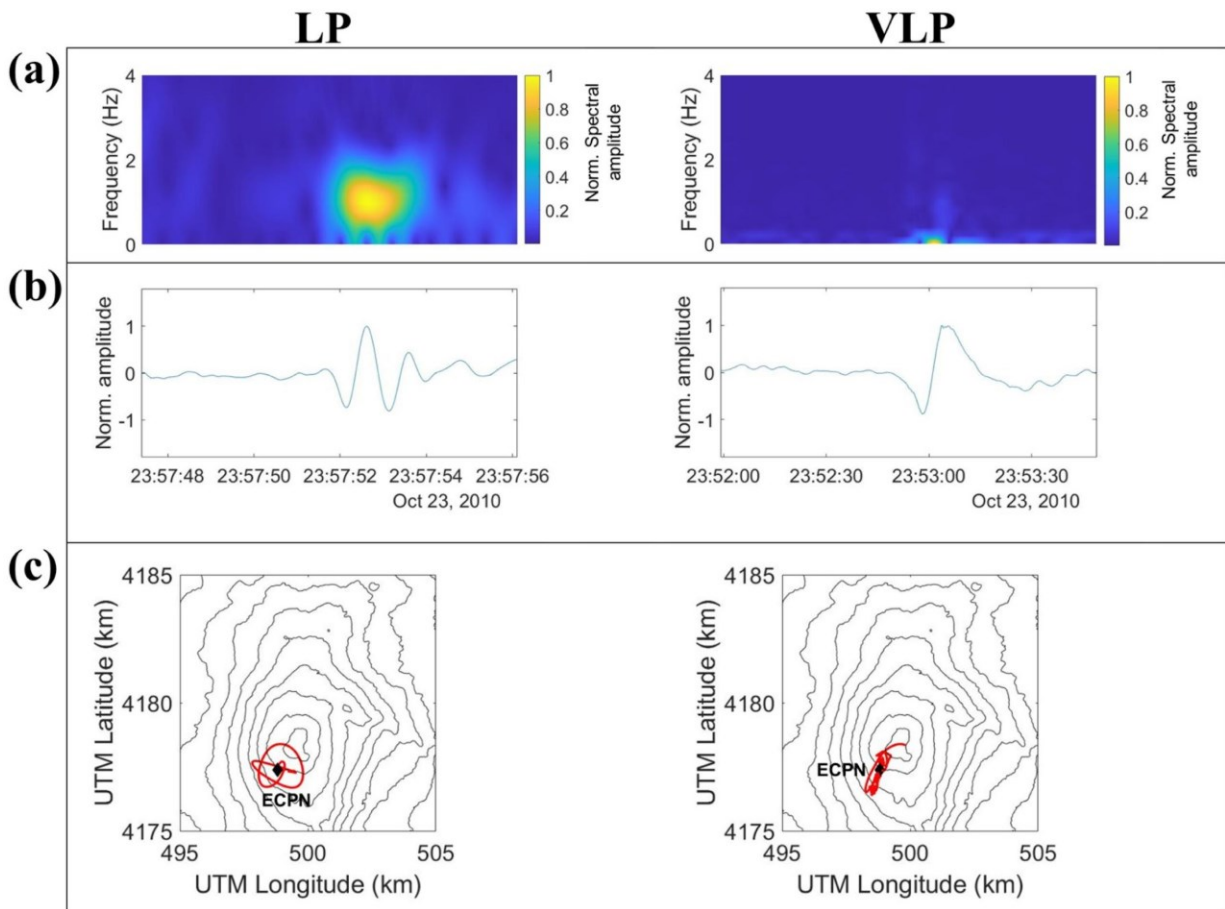 LP VLP
(a)
4
2
0
Frequency (Hz)
1
0.8
0.6
0.4
0.2
Norm. Spectral
amplitude
4
2
0
Frequency (Hz)
1
0.8
0.6
0.4
0.2
Norm. Spectral
amplitude
(b)
Norm. amplitude
1
0
-1
23:57:48 23:57:50 23:57:52 23:57:54 23:57:56
Oct 23, 2010
Norm. amplitude
1
0
-1
23:52:00 23:52:30 23:53:00 23:53:30
Oct 23, 2010
(c)
UTM Latitude (km)
4185
4180
4175
ECPN
495 500 505
UTM Longitude (km)
UTM Latitude (km)
4185
4180
4175
ECPN
495 500 505
UTM Longitude (km)